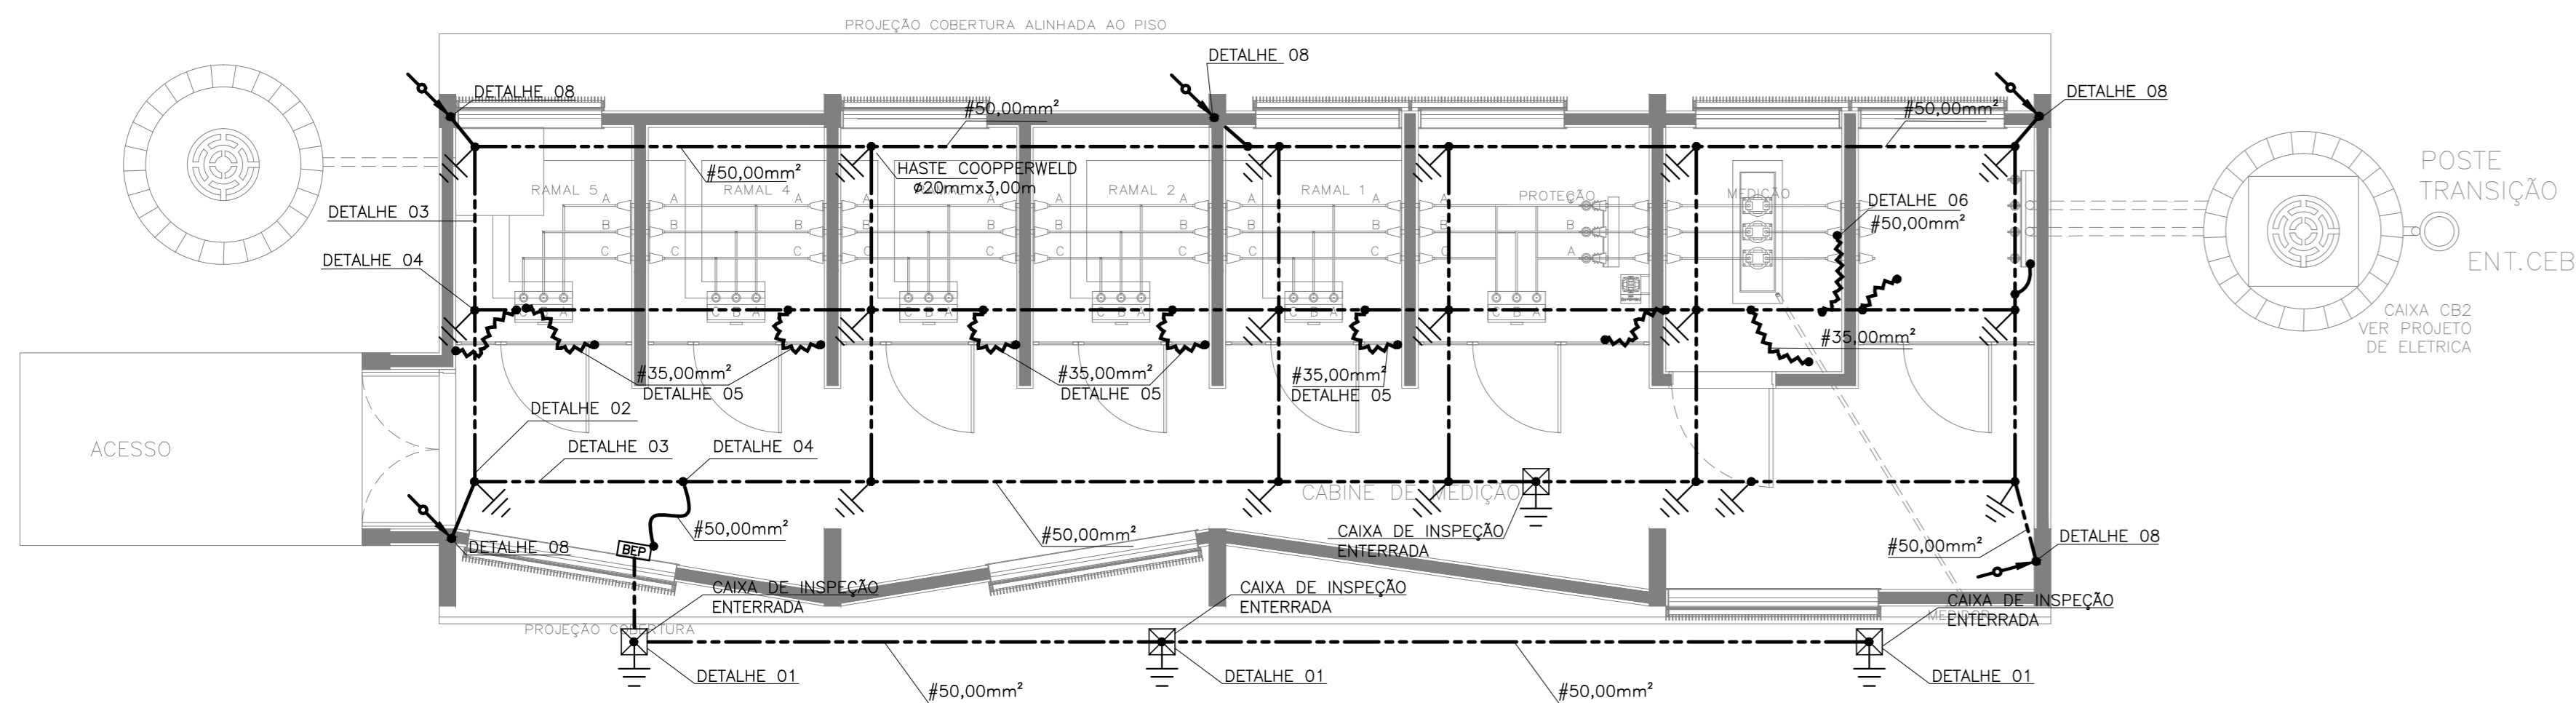 PROJEÇÃO COBERTURA ALINHADA AO PISO
DETALHE 08
DETALHE 08
DETALHE 08
#50,00mm²
#50,00mm²
#50,00mm²
HASTE COOPPERWELD
ø20mmx3,00m
RAMAL 5
RAMAL 4
RAMAL 2
RAMAL 1
PROTEÇÃO
MEDIÇÃO
DETALHE 06
#50,00mm²
POSTE
TRANSIÇÃO
ENT.CEB
CAIXA CB2
VER PROJETO
DE ELETRICA
DETALHE 03
DETALHE 04
A A A A A A A A A
B B B B B B B B B B
C C C C C C C C C
A
C B A
C B A
C B A
C B A
C B A
C B A
#35,00mm²
DETALHE 05
#35,00mm²
DETALHE 05
#35,00mm²
DETALHE 05
#35,00mm²
ACESSO
DETALHE 02
DETALHE 03
DETALHE 04
CABINE DE MEDIÇÃO
#50,00mm²
#50,00mm²
CAIXA DE INSPEÇÃO
ENTERRADA
#50,00mm²
DETALHE 08
DETALHE 08
BEP
CAIXA DE INSPEÇÃO
ENTERRADA
CAIXA DE INSPEÇÃO
ENTERRADA
CAIXA DE INSPEÇÃO
ENTERRADA
PROJEÇÃO COBERTURA
DETALHE 01
DETALHE 01
DETALHE 01
#50,00mm²
#50,00mm²